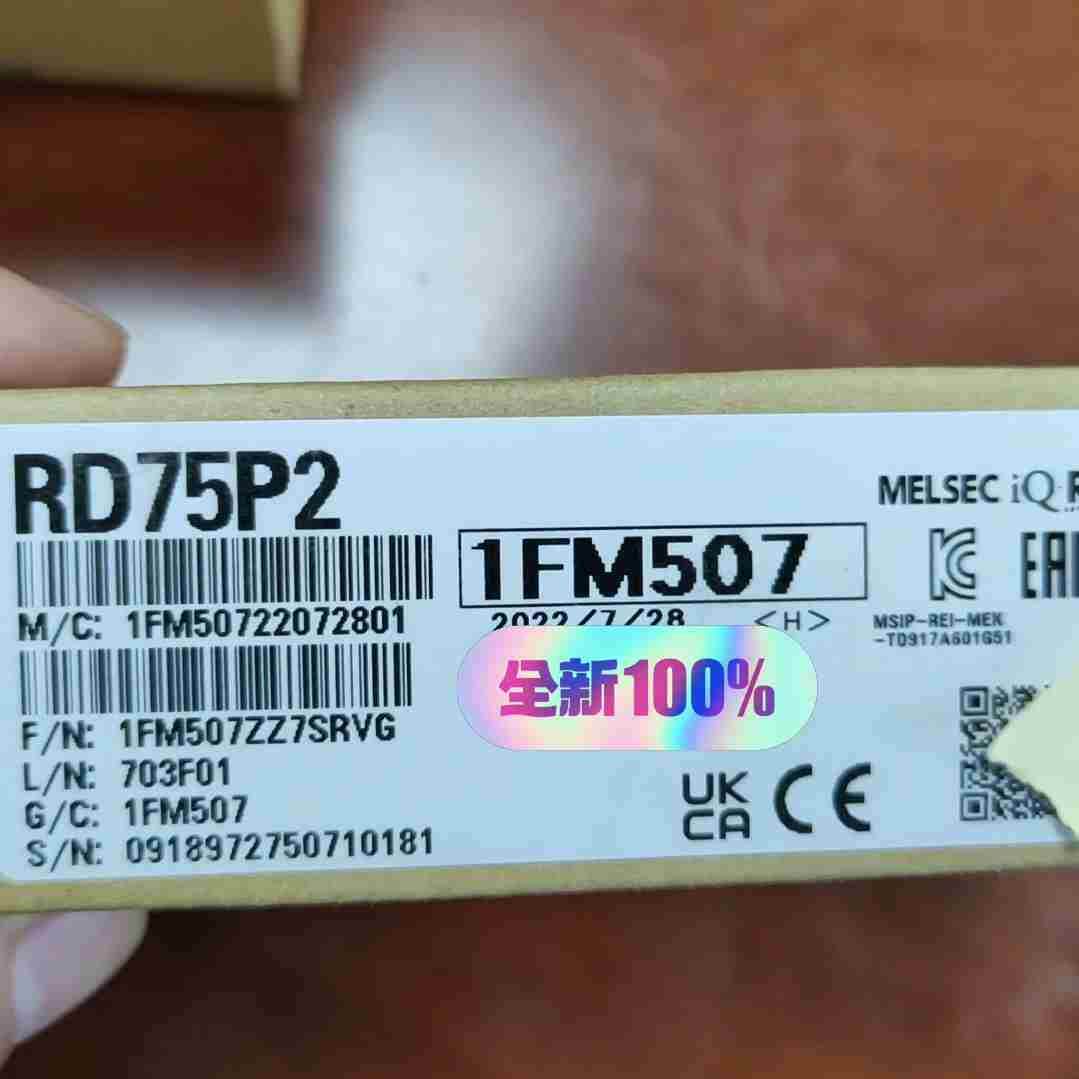 RD75P2
MELSEC iQ-R
1FM507
M/C: 1FM50722072801
2022/7/28 <H>
MSIP-REI-MEK
-TD917A601G51
全新100%
F/N: 1FM507ZZ7SRVG
L/N: 703F01
G/C: 1FM507
S/N: 0918972750710181
UK
CA
CE
EAC